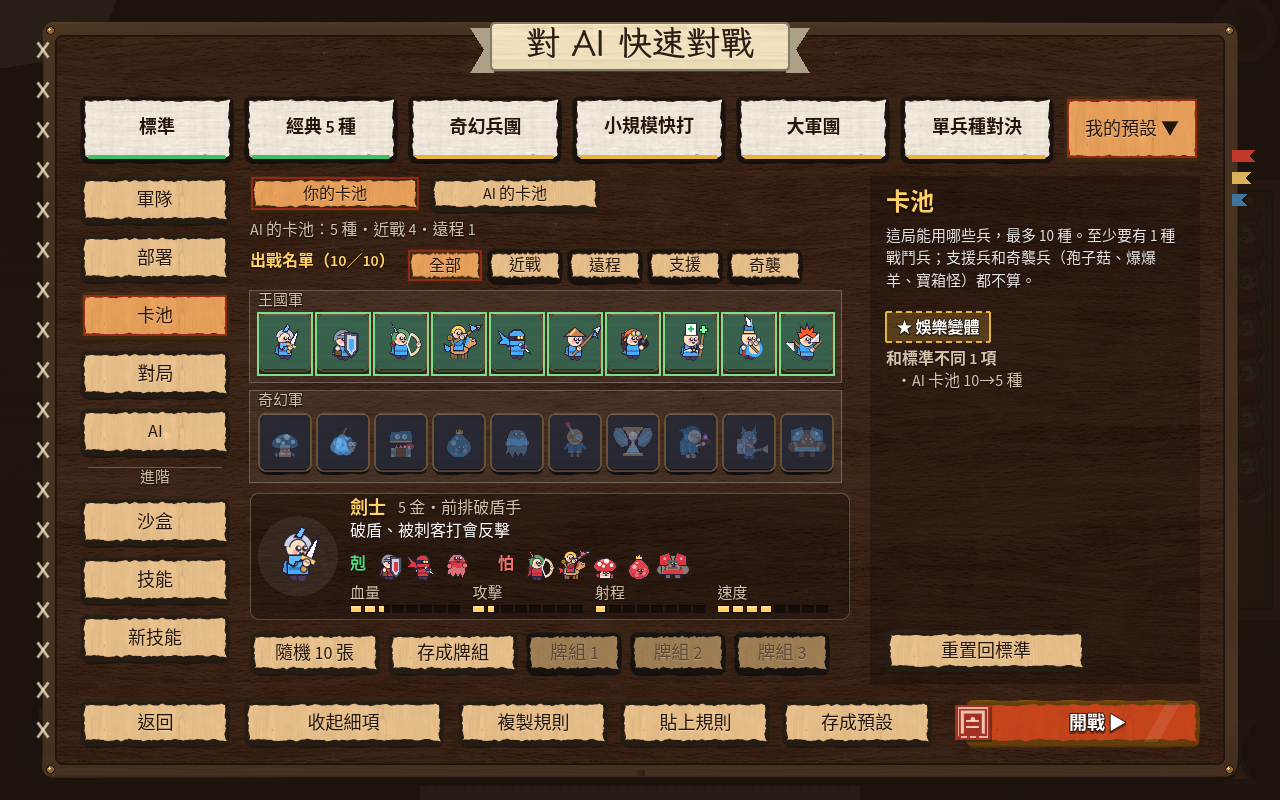 對 AI 快速對戰
標準
經典 5 種
奇幻兵團
小規模快打
大軍團
單兵種對決
我的預設 ▼
軍隊
部署
卡池
對局
AI
進階
沙盒
技能
新技能
你的卡池
AI 的卡池
AI 的卡池：5 種・近戰 4・遠程 1
出戰名單（10／10）
全部
近戰
遠程
支援
奇襲
王國軍
奇幻軍
劍士 5 金・前排破盾手
破盾、被刺客打會反擊
剋
怕
血量
攻擊
射程
速度
隨機 10 張
存成牌組
牌組 1
牌組 2
牌組 3
卡池
這局能用哪些兵，最多 10 種。至少要有 1 種
戰鬥兵；支援兵和奇襲兵（孢子菇、爆爆
羊、寶箱怪）都不算。
★ 娛樂變體
和標準不同 1 項
・AI 卡池 10→5 種
重置回標準
返回
收起細項
複製規則
貼上規則
存成預設
開戰 ▶